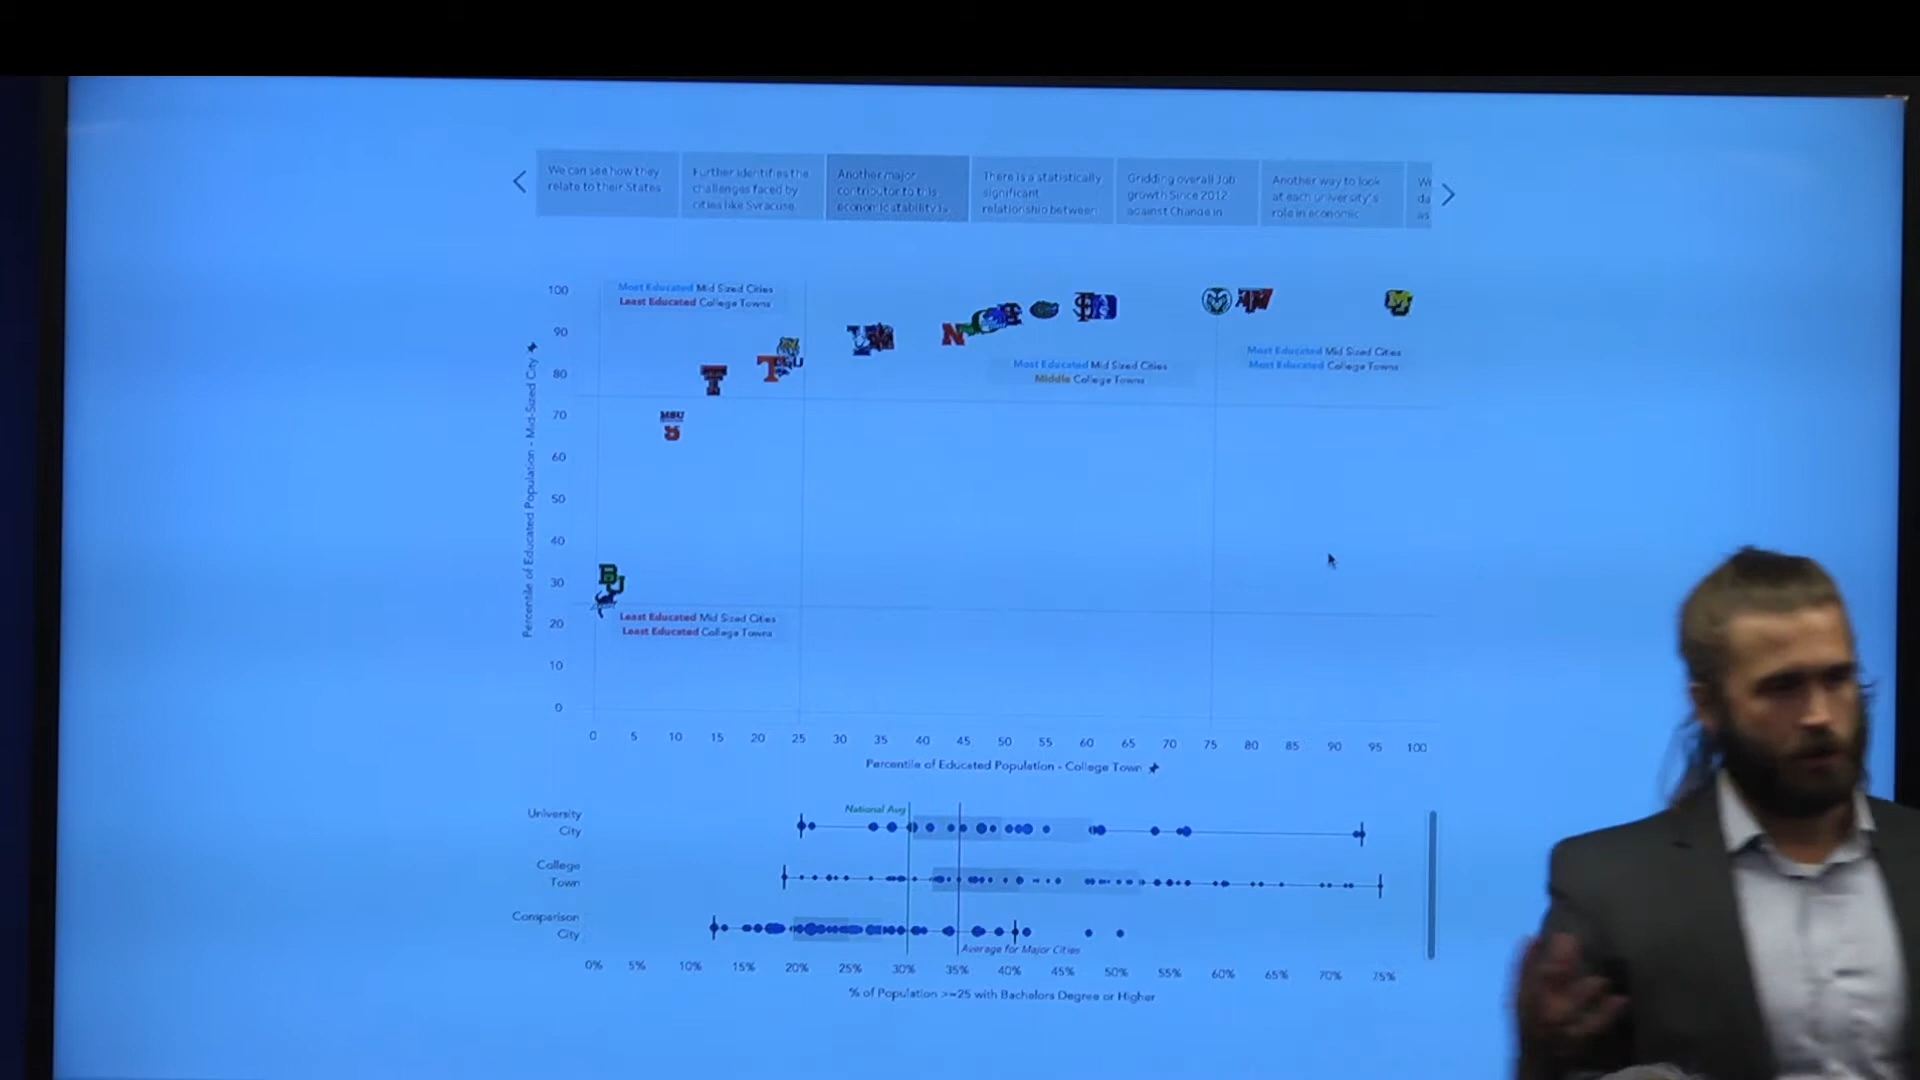 We can see how they
relate to their States
Further identifies the
challenges faced by
cities like Syracuse.
Another major
contributor to this
economic stability is
There is a statistically
significant
relationship between
Gridding overall Job
growth Since 2012
against Change in
Another way to look
at each university's
role in economic
We
da
as
Percentile of Educated Population - Mid-Sized City
100
90
80
70
60
50
40
30
20
10
0
Most Educated Mid Sized Cities
Least Educated College Towns
Most Educated Mid Sized Cities
Middle College Towns
Most Educated Mid Sized Cities
Most Educated College Towns
MSU
BU
Least Educated Mid Sized Cities
Least Educated College Towns
0 5 10 15 20 25 30 35 40 45 50 55 60 65 70 75 80 85 90 95 100
Percentile of Educated Population - College Town
University
City
National Avg
College
Town
Comparison
City
Average for Major Cities
0% 5% 10% 15% 20% 25% 30% 35% 40% 45% 50% 55% 60% 65% 70% 75%
% of Population >=25 with Bachelors Degree or Higher